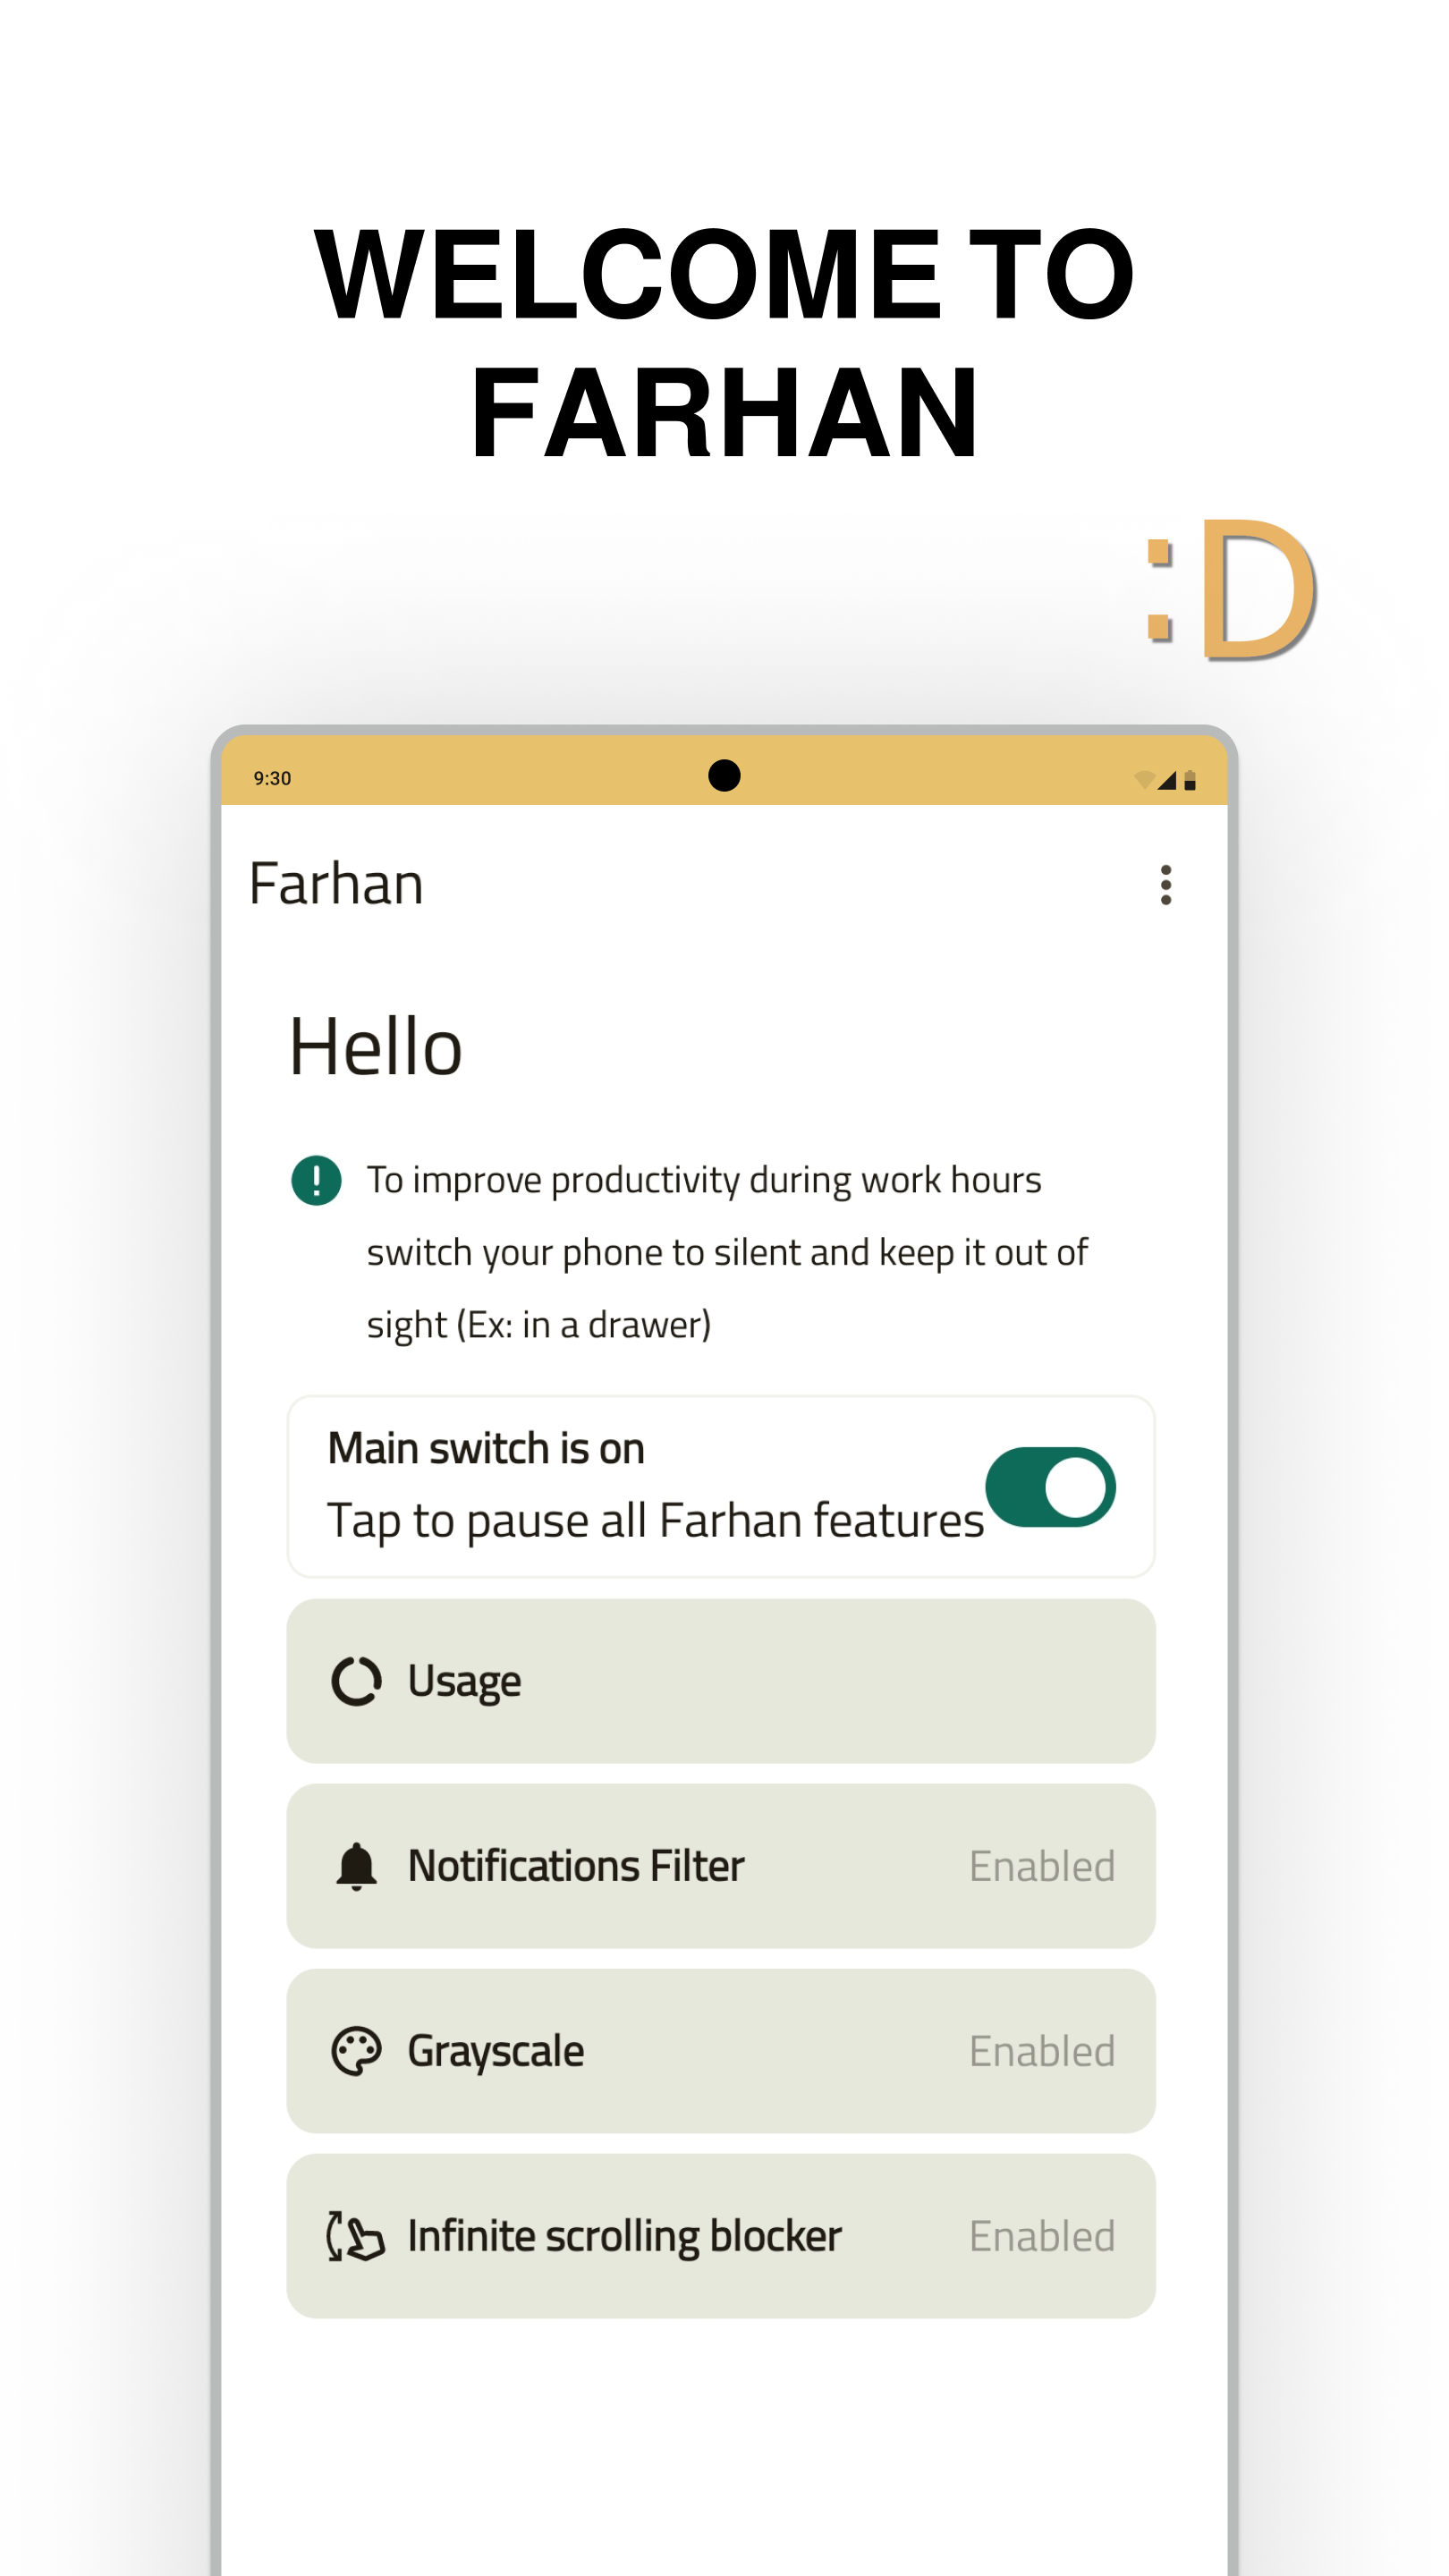 WELCOME TO
FARHAN
:D
9:30
Farhan
Hello
To improve productivity during work hours
switch your phone to silent and keep it out of
sight (Ex: in a drawer)
Main switch is on
Tap to pause all Farhan features
Usage
Notifications Filter Enabled
Grayscale Enabled
Infinite scrolling blocker Enabled